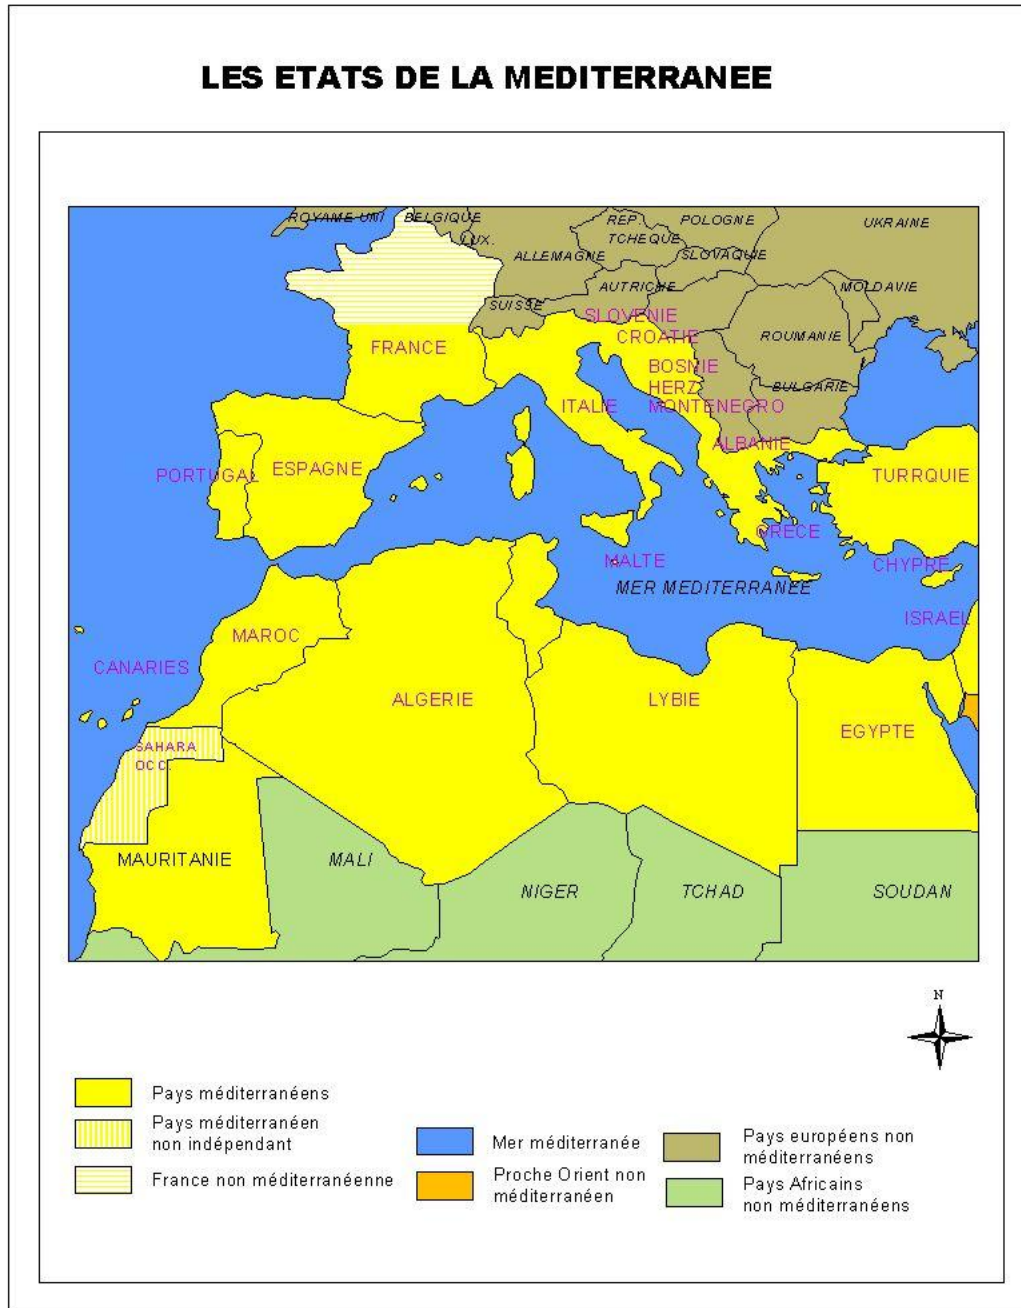 LES ETATS DE LA MEDITERRANEE
ROYAME-UNI
BELGIQUE
REP.
TCHEQUE
POLOGNE
UKRAINE
LUX.
ALLEMAGNE
SLOVAQUIE
SUISSE
AUTRICHE
MOLDAVIE
SLOVENIE
CROATIE
ROUMANIE
FRANCE
BOSNIE
HERZ
BULGARIE
ITALIE
MONTENEGRO
ALBANIE
PORTUGAL
ESPAGNE
TURRQUIE
GRECE
MALTE
CHYPRE
MER MEDITERRANEE
ISRAEL
MAROC
CANARIES
ALGERIE
LYBIE
EGYPTE
SAHARA
OCC.
MAURITANIE
MALI
NIGER
TCHAD
SOUDAN
N
Pays méditerranéens
Pays méditerranéen
non indépendant
France non méditerranéenne
Mer méditerranée
Proche Orient non
méditerranéen
Pays européens non
méditerranéens
Pays Africains
non méditerranéens